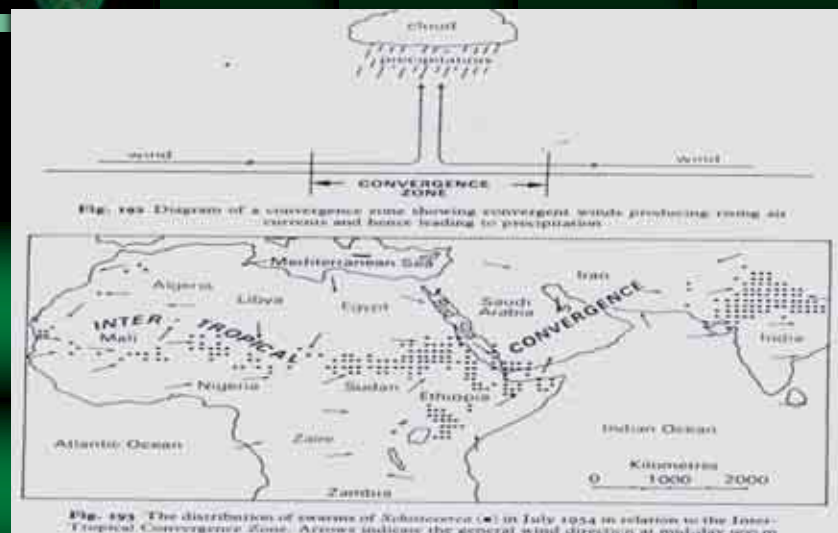 cloud
precipitation
wind
wind
CONVERGENCE
ZONE
Fig. 192 Diagram of a convergence zone showing convergent winds producing rising air
currents and hence leading to precipitation
Mediterranean Sea
Algeria
Libya
Egypt
Saudi
Arabia
Iran
INTER TROPICAL CONVERGENCE
Mali
India
Nigeria
Sudan
Ethiopia
Atlantic Ocean
Zaire
Indian Ocean
Zambia
Kilometres
0 1000 2000
Fig. 193 The distribution of swarms of Schistocerca (■) in July 1954 in relation to the Inter-
Tropical Convergence Zone. Arrows indicate the general wind direction at mid-day